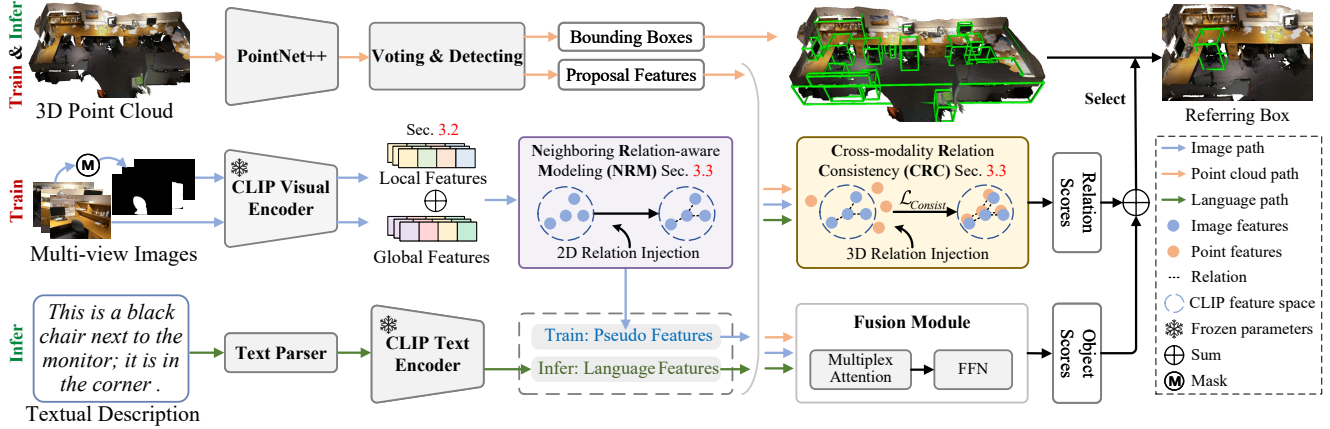 Train & Infer
3D Point Cloud
PointNet++
Voting & Detecting
Bounding Boxes
Proposal Features
Select
Referring Box
Train
M
Multi-view Images
CLIP Visual
Encoder
Sec. 3.2
Local Features
Global Features
Neighboring Relation-aware
Modeling (NRM) Sec. 3.3
2D Relation Injection
Cross-modality Relation
Consistency (CRC) Sec. 3.3
ℒConsist
3D Relation Injection
Relation
Scores
Image path
Point cloud path
Language path
Image features
Point features
Relation
CLIP feature space
Frozen parameters
Sum
M Mask
Infer
This is a black
chair next to the
monitor; it is in
the corner .
Textual Description
Text Parser
CLIP Text
Encoder
Train: Pseudo Features
Infer: Language Features
Fusion Module
Multiplex
Attention
FFN
Object
Scores